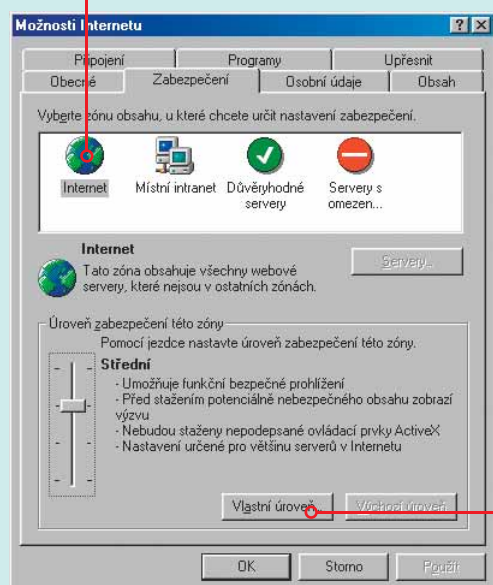 Možnosti Internetu
Připojení Programy Upřesnit
Obecné Zabezpečení Osobní údaje Obsah
Vyberte zónu obsahu, u které chcete určit nastavení zabezpečení.
Internet Místní intranet Důvěryhodné servery Servery s omezen...
Internet
Tato zóna obsahuje všechny webové
servery, které nejsou v ostatních zónách.
Servery...
Úroveň zabezpečení této zóny
Pomocí jezdce nastavte úroveň zabezpečení této zóny.
Střední
- Umožňuje funkční bezpečné prohlížení
- Před stažením potenciálně nebezpečného obsahu zobrazí
výzvu
- Nebudou staženy nepodepsané ovládací prvky ActiveX
- Nastavení určené pro většinu serverů v Internetu
Vlastní úroveň... Výchozí úroveň
OK Storno Použít